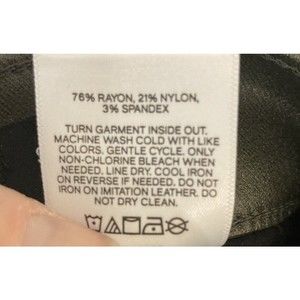 76% RAYON, 21% NYLON,
3% SPANDEX
TURN GARMENT INSIDE OUT.
MACHINE WASH COLD WITH LIKE
COLORS. GENTLE CYCLE. ONLY
NON-CHLORINE BLEACH WHEN
NEEDED. LINE DRY. COOL IRON
ON REVERSE IF NEEDED. DO NOT
IRON ON IMITATION LEATHER. DO
NOT DRY CLEAN.